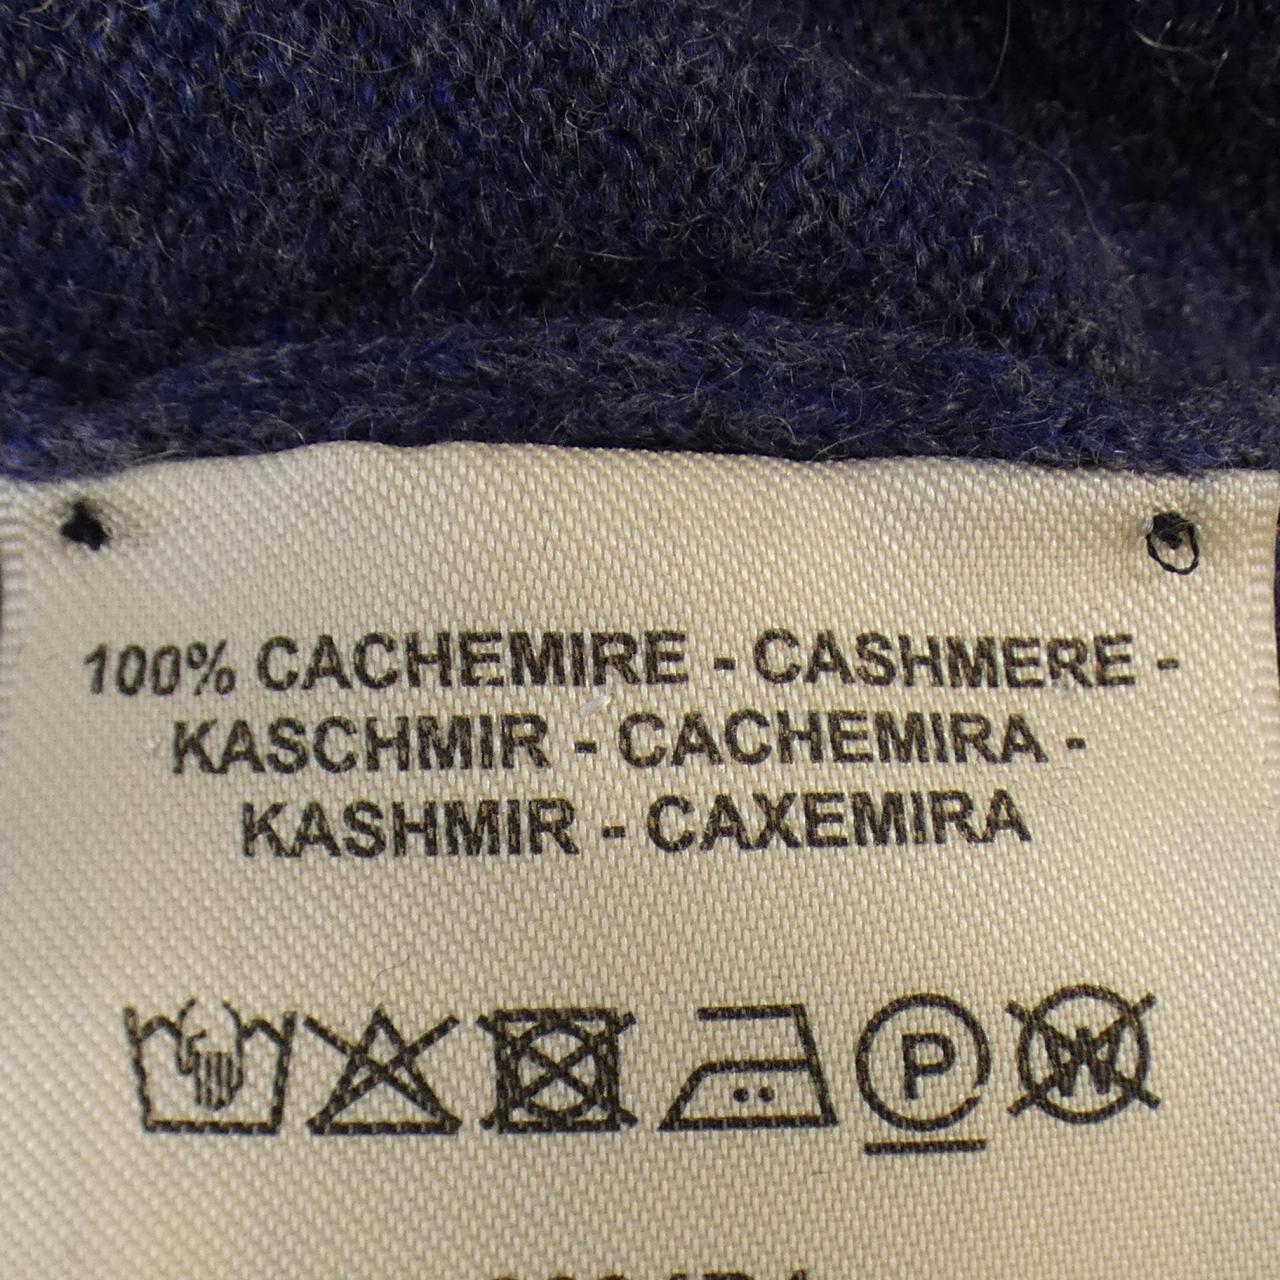 100% CACHEMIRE - CASHMERE -
KASCHMIR - CACHEMIRA -
KASHMIR - CAXEMIRA
P W